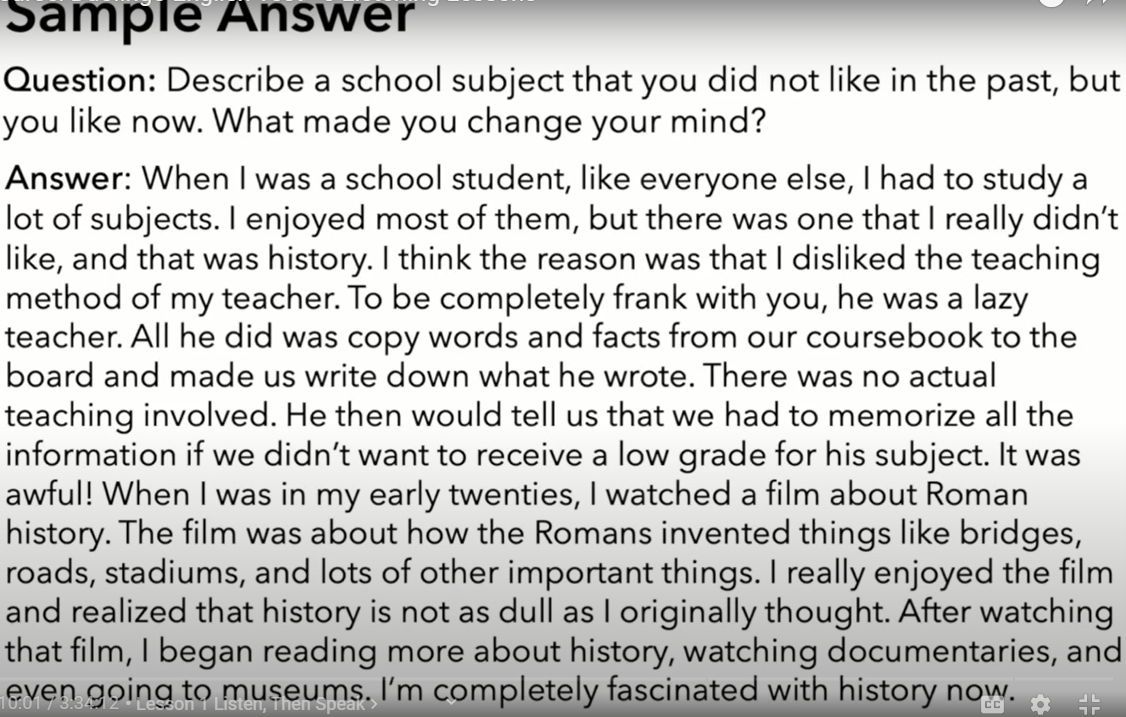 Sample Answer
Question: Describe a school subject that you did not like in the past, but
you like now. What made you change your mind?
Answer: When I was a school student, like everyone else, I had to study a
lot of subjects. I enjoyed most of them, but there was one that I really didn't
like, and that was history. I think the reason was that I disliked the teaching
method of my teacher. To be completely frank with you, he was a lazy
teacher. All he did was copy words and facts from our coursebook to the
board and made us write down what he wrote. There was no actual
teaching involved. He then would tell us that we had to memorize all the
information if we didn't want to receive a low grade for his subject. It was
awful! When I was in my early twenties, I watched a film about Roman
history. The film was about how the Romans invented things like bridges,
roads, stadiums, and lots of other important things. I really enjoyed the film
and realized that history is not as dull as I originally thought. After watching
that film, I began reading more about history, watching documentaries, and
even going to museums. I'm completely fascinated with history now.
10:01 / 3:34:12 • Lesson 1 Listen, Then Speak >
CC